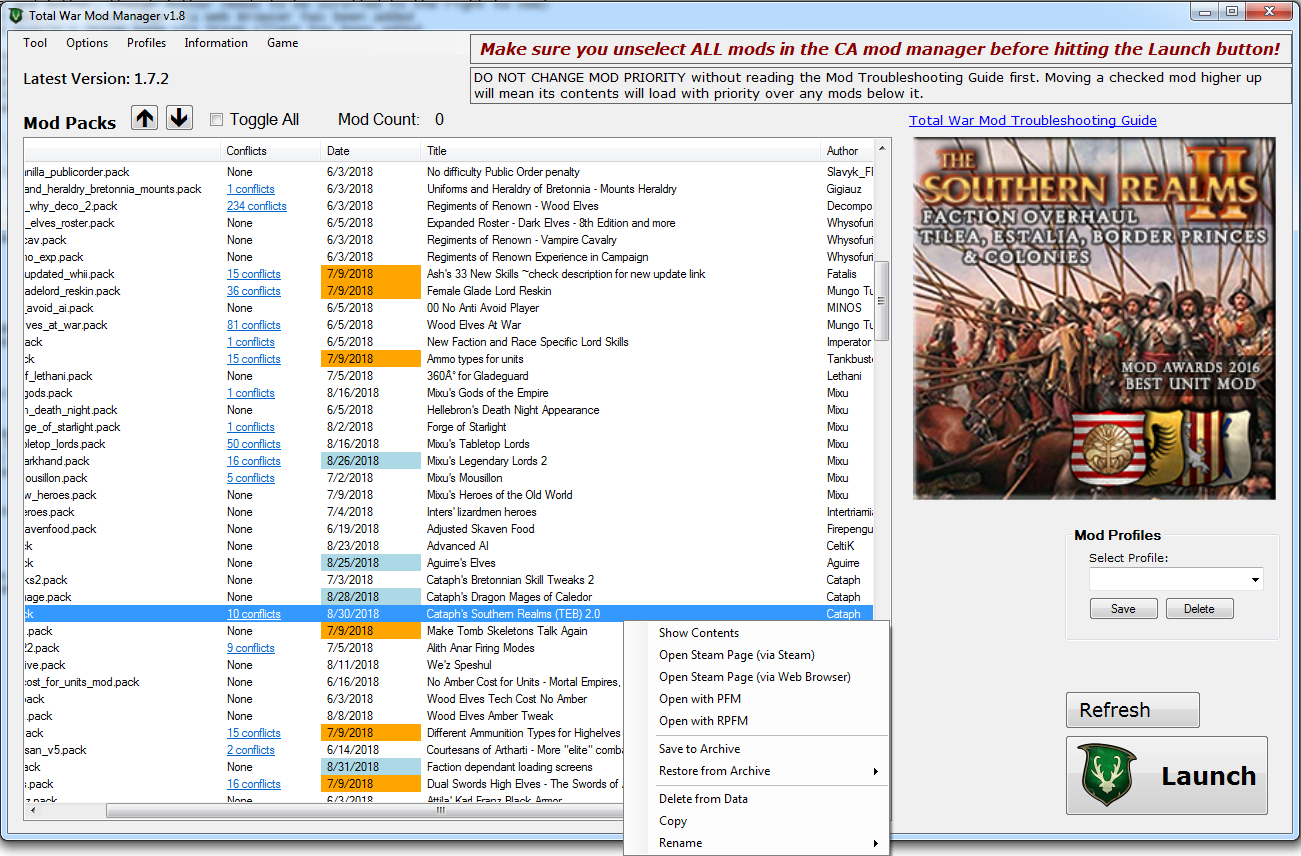 Total War Mod Manager v1.8
Tool Options Profiles Information Game
Make sure you unselect ALL mods in the CA mod manager before hitting the Launch button!
Latest Version: 1.7.2
DO NOT CHANGE MOD PRIORITY without reading the Mod Troubleshooting Guide first. Moving a checked mod higher up
will mean its contents will load with priority over any mods below it.
Mod Packs Toggle All Mod Count: 0
Total War Mod Troubleshooting Guide
Conflicts Date Title Author
nilla_publicorder.pack None 6/3/2018 No difficulty Public Order penalty Slavyk_Fl
and_heraldry_bretonnia_mounts.pack 1 conflicts 6/3/2018 Uniforms and Heraldry of Bretonnia - Mounts Heraldry Gigiauz
_why_deco_2.pack 234 conflicts 6/3/2018 Regiments of Renown - Wood Elves Decompo
_elves_roster.pack None 6/5/2018 Expanded Roster - Dark Elves - 8th Edition and more Whysofuri
cav.pack None 6/3/2018 Regiments of Renown - Vampire Cavalry Whysofuri
no_exp.pack None 6/3/2018 Regiments of Renown Experience in Campaign Whysofuri
updated_whii.pack 15 conflicts 7/9/2018 Ash's 33 New Skills ~check description for new update link Fatalis
adelord_reskin.pack 36 conflicts 7/9/2018 Female Glade Lord Reskin Mungo Tu
_avoid_ai.pack None 6/5/2018 00 No Anti Avoid Player MINOS
ves_at_war.pack 81 conflicts 6/5/2018 Wood Elves At War Mungo Tu
ack 1 conflicts 6/5/2018 New Faction and Race Specific Lord Skills Imperator
ck 15 conflicts 7/9/2018 Ammo types for units Tankbust
f_lethani.pack None 7/5/2018 360Â° for Gladeguard Lethani
gods.pack 1 conflicts 8/16/2018 Mixu's Gods of the Empire Mixu
n_death_night.pack None 6/5/2018 Hellebron's Death Night Appearance Mixu
ge_of_starlight.pack 1 conflicts 8/2/2018 Forge of Starlight Mixu
bletop_lords.pack 50 conflicts 8/16/2018 Mixu's Tabletop Lords Mixu
arkhand.pack 16 conflicts 8/26/2018 Mixu's Legendary Lords 2 Mixu
ousillon.pack 5 conflicts 7/2/2018 Mixu's Mousillon Mixu
w_heroes.pack None 7/9/2018 Mixu's Heroes of the Old World Mixu
eroes.pack None 7/4/2018 Inters' lizardmen heroes Intertriarrii
avenfood.pack None 6/19/2018 Adjusted Skaven Food Firepengu
ck None 8/23/2018 Advanced AI CeltiK
ck None 8/25/2018 Aguirre's Elves Aguirre
ks2.pack None 7/3/2018 Cataph's Bretonnian Skill Tweaks 2 Cataph
nage.pack None 8/28/2018 Cataph's Dragon Mages of Caledor Cataph
ck 10 conflicts 8/30/2018 Cataph's Southern Realms (TEB) 2.0 Cataph
.pack None 7/9/2018 Make Tomb Skeletons Talk Again
22.pack 9 conflicts 7/5/2018 Alith Anar Firing Modes
ive.pack None 8/11/2018 We'z Speshul
cost_for_units_mod.pack None 6/16/2018 No Amber Cost for Units - Mortal Empires,
pack None 6/3/2018 Wood Elves Tech Cost No Amber
.pack None 8/8/2018 Wood Elves Amber Tweak
ack 15 conflicts 7/9/2018 Different Ammunition Types for Highelves
san_v5.pack 2 conflicts 6/14/2018 Courtesans of Artharti - More "elite" comba
ack None 8/31/2018 Faction dependant loading screens
s.pack 16 conflicts 7/9/2018 Dual Swords High Elves - The Swords of
z.pack None 6/3/2018 Attila' Karl Franz Black Armor
Show Contents
Open Steam Page (via Steam)
Open Steam Page (via Web Browser)
Open with PFM
Open with RPFM
Save to Archive
Restore from Archive
Delete from Data
Copy
Rename
THE
SOUTHERN REALMS
II
FACTION OVERHAUL
TILEA, ESTALIA, BORDER PRINCES
& COLONIES
MOD AWARDS 2016
BEST UNIT MOD
Mod Profiles
Select Profile:
Save Delete
Refresh
Launch